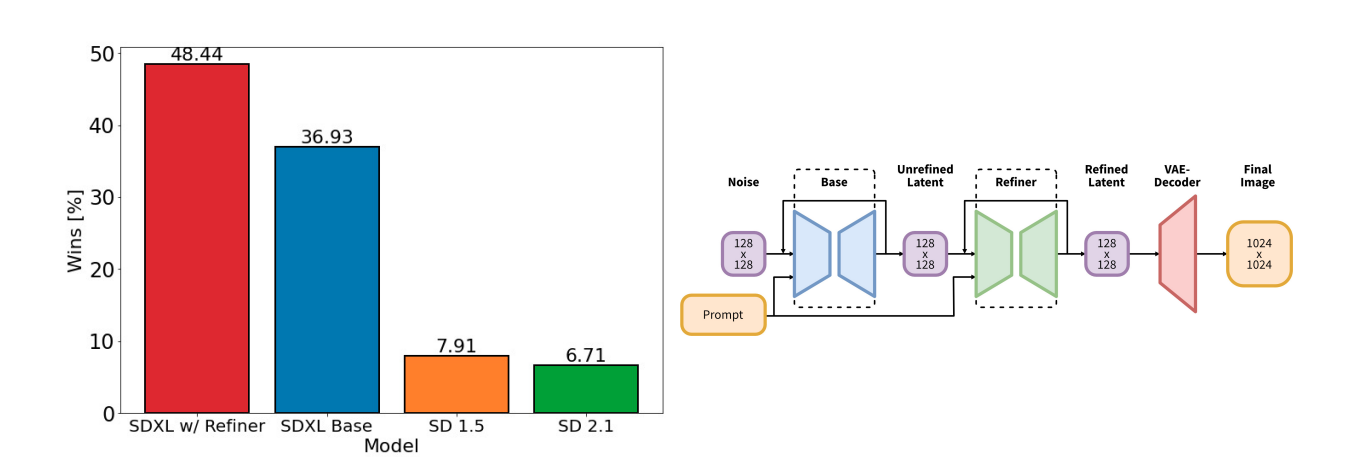 50
40
30
20
10
0
Wins [%]
48.44
36.93
7.91
6.71
SDXL w/ Refiner
SDXL Base
SD 1.5
SD 2.1
Model
Noise
Base
Unrefined
Latent
Refiner
Refined
Latent
VAE-
Decoder
Final
Image
128
x
128
128
x
128
128
x
128
1024
x
1024
Prompt